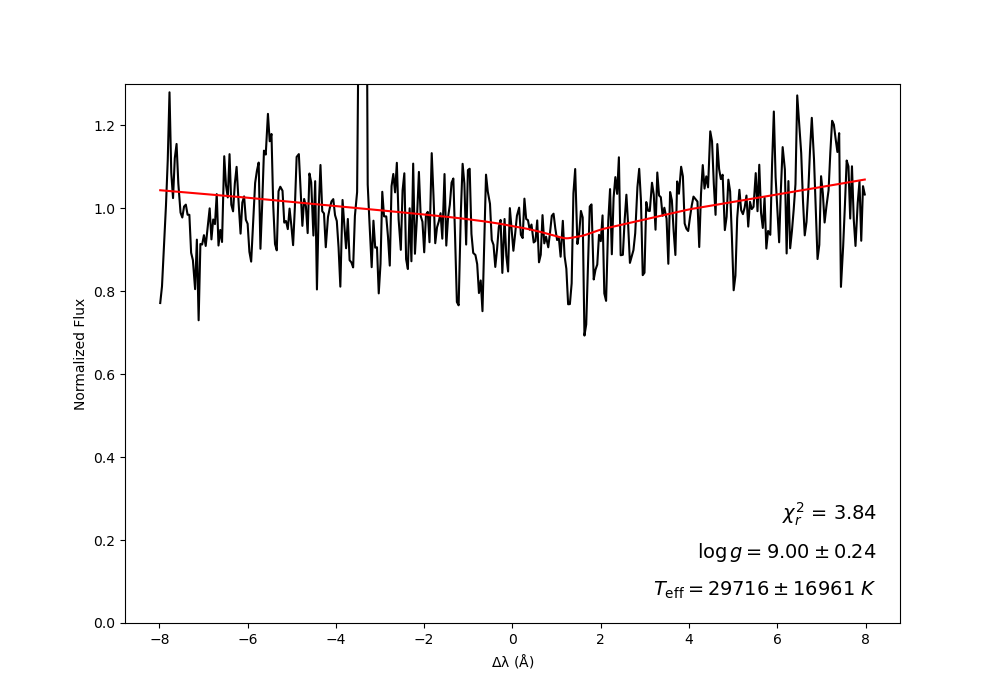 1.2
1.0
0.8
0.6
0.4
0.2
0.0
Normalized Flux
χ²ᵣ = 3.84
log g = 9.00 ± 0.24
T_eff = 29716 ± 16961 K
−8 −6 −4 −2 0 2 4 6 8
Δλ (Å)